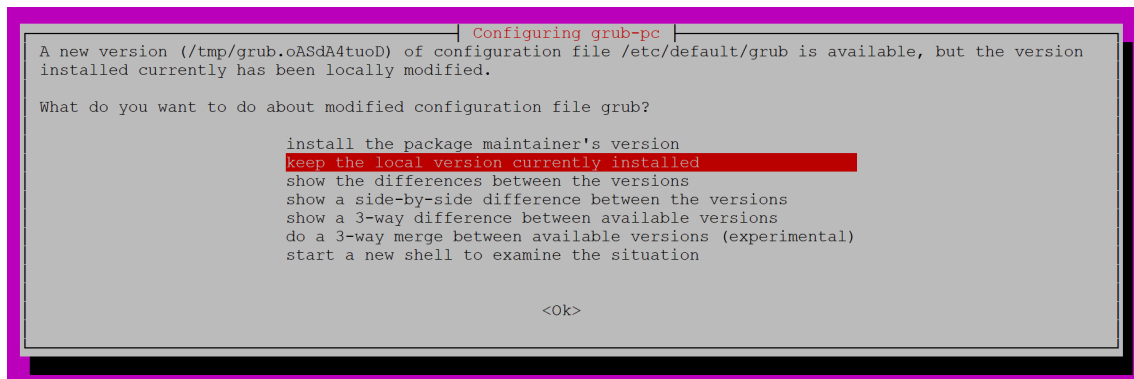 Configuring grub-pc
A new version (/tmp/grub.oASdA4tuoD) of configuration file /etc/default/grub is available, but the version
installed currently has been locally modified.
What do you want to do about modified configuration file grub?
install the package maintainer's version
keep the local version currently installed
show the differences between the versions
show a side-by-side difference between the versions
show a 3-way difference between available versions
do a 3-way merge between available versions (experimental)
start a new shell to examine the situation
<Ok>